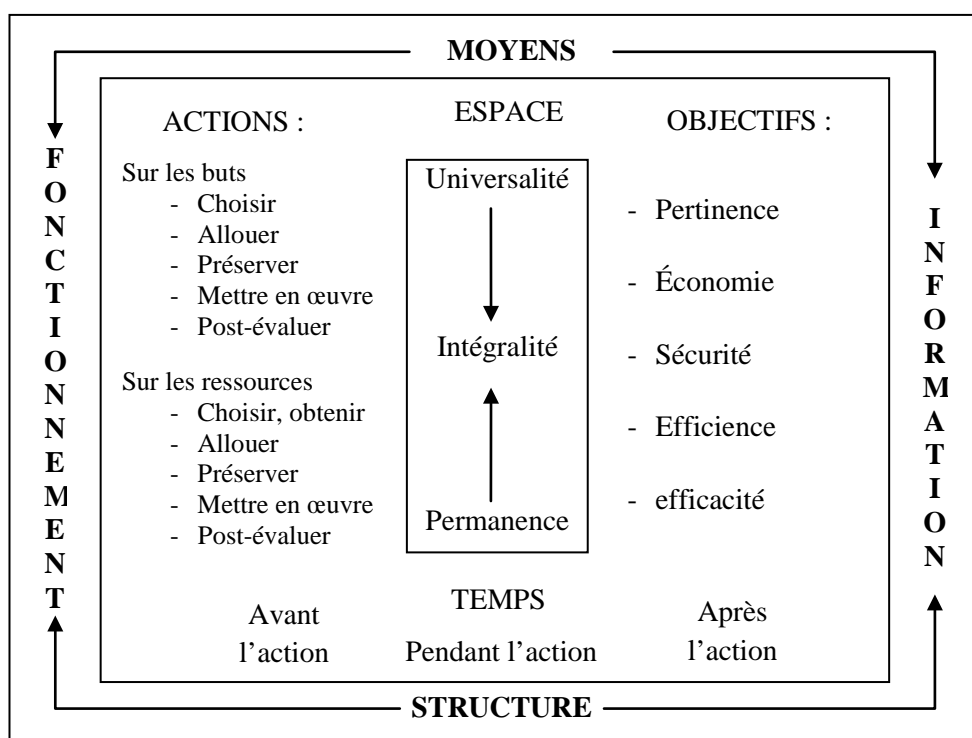 MOYENS
FONCTIONNEMENT
ACTIONS :
Sur les buts
- Choisir
- Allouer
- Préserver
- Mettre en œuvre
- Post-évaluer
Sur les ressources
- Choisir, obtenir
- Allouer
- Préserver
- Mettre en œuvre
- Post-évaluer
ESPACE
Universalité
Intégralité
Permanence
TEMPS
OBJECTIFS :
- Pertinence
- Économie
- Sécurité
- Efficience
- efficacité
INFORMATION
Avant
l’action
Pendant l’action
Après
l’action
STRUCTURE